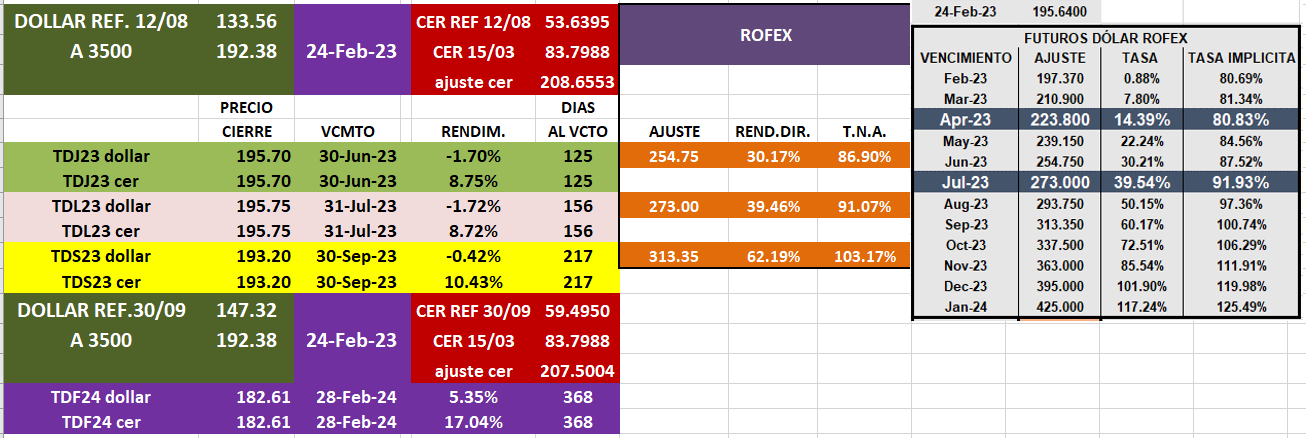 DOLLAR REF. 12/08 133.56 24-Feb-23 CER REF 12/08 53.6395 ROFEX
A 3500 192.38 CER 15/03 83.7988
ajuste cer 208.6553
PRECIO DIAS
CIERRE VCMTO RENDIM. AL VCTO AJUSTE REND.DIR. T.N.A.
TDJ23 dollar 195.70 30-Jun-23 -1.70% 125 254.75 30.17% 86.90%
TDJ23 cer 195.70 30-Jun-23 8.75% 125
TDL23 dollar 195.75 31-Jul-23 -1.72% 156 273.00 39.46% 91.07%
TDL23 cer 195.75 31-Jul-23 8.72% 156
TDS23 dollar 193.20 30-Sep-23 -0.42% 217 313.35 62.19% 103.17%
TDS23 cer 193.20 30-Sep-23 10.43% 217
DOLLAR REF.30/09 147.32 24-Feb-23 CER REF 30/09 59.4950
A 3500 192.38 CER 15/03 83.7988
ajuste cer 207.5004
TDF24 dollar 182.61 28-Feb-24 5.35% 368
TDF24 cer 182.61 28-Feb-24 17.04% 368
24-Feb-23 195.6400
FUTUROS DÓLAR ROFEX
VENCIMIENTO AJUSTE TASA TASA IMPLICITA
Feb-23 197.370 0.88% 80.69%
Mar-23 210.900 7.80% 81.34%
Apr-23 223.800 14.39% 80.83%
May-23 239.150 22.24% 84.56%
Jun-23 254.750 30.21% 87.52%
Jul-23 273.000 39.54% 91.93%
Aug-23 293.750 50.15% 97.36%
Sep-23 313.350 60.17% 100.74%
Oct-23 337.500 72.51% 106.29%
Nov-23 363.000 85.54% 111.91%
Dec-23 395.000 101.90% 119.98%
Jan-24 425.000 117.24% 125.49%